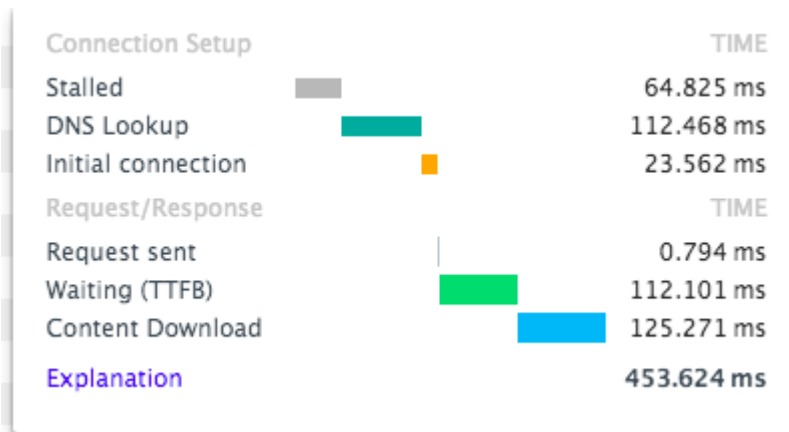 Connection Setup TIME
Stalled 64.825 ms
DNS Lookup 112.468 ms
Initial connection 23.562 ms
Request/Response TIME
Request sent 0.794 ms
Waiting (TTFB) 112.101 ms
Content Download 125.271 ms
Explanation 453.624 ms